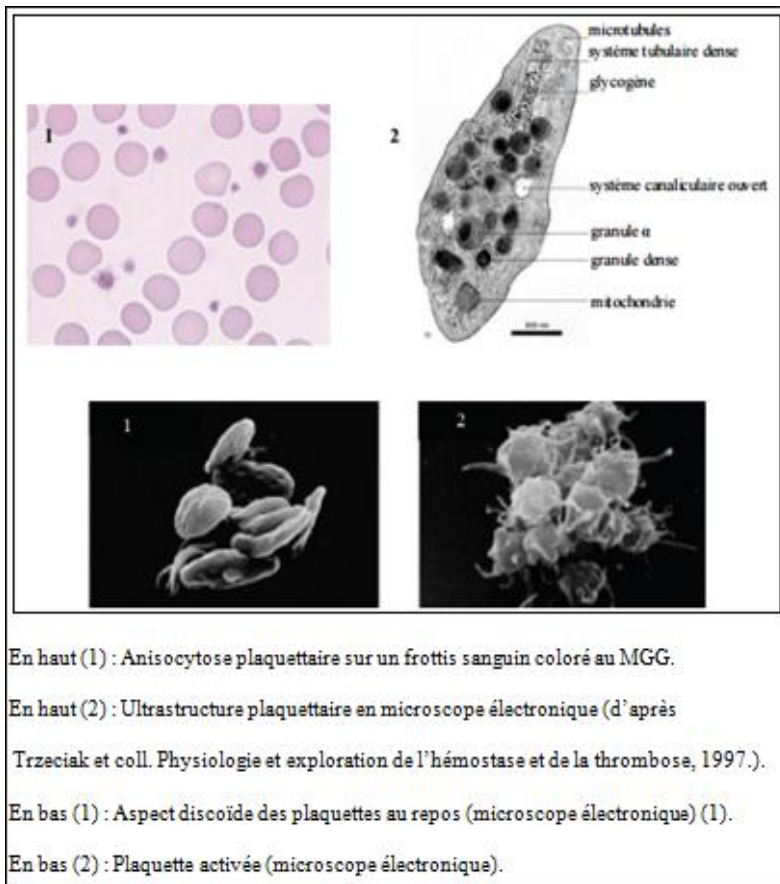 microtubules
système tubulaire dense
glycogène
1
2
système canaliculaire ouvert
granule α
granule dense
mitochondrie
1
2
En haut (1) : Anisocytose plaquettaire sur un frottis sanguin coloré au MGG.
En haut (2) : Ultrastructure plaquettaire en microscope électronique (d’après
Trzeciak et coll. Physiologie et exploration de l’hémostase et de la thrombose, 1997.).
En bas (1) : Aspect discoïde des plaquettes au repos (microscope électronique) (1).
En bas (2) : Plaquette activée (microscope électronique).